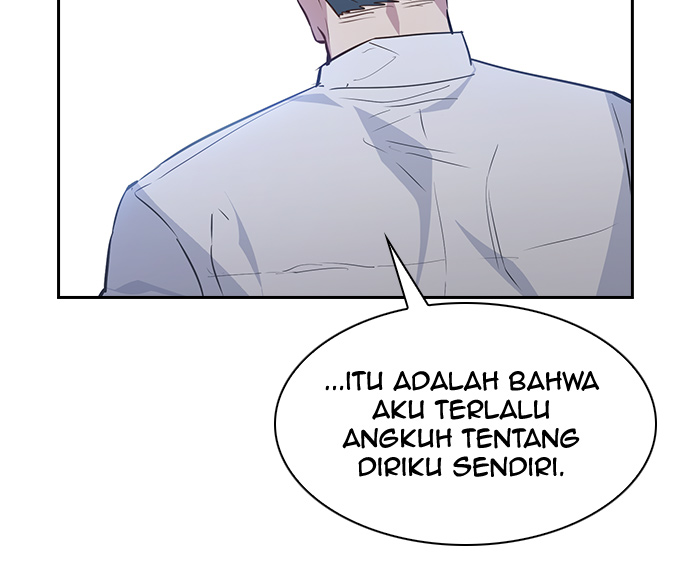 ...ITU ADALAH BAHWA
AKU TERLALU
ANGKUH TENTANG
DIRIKU SENDIRI.